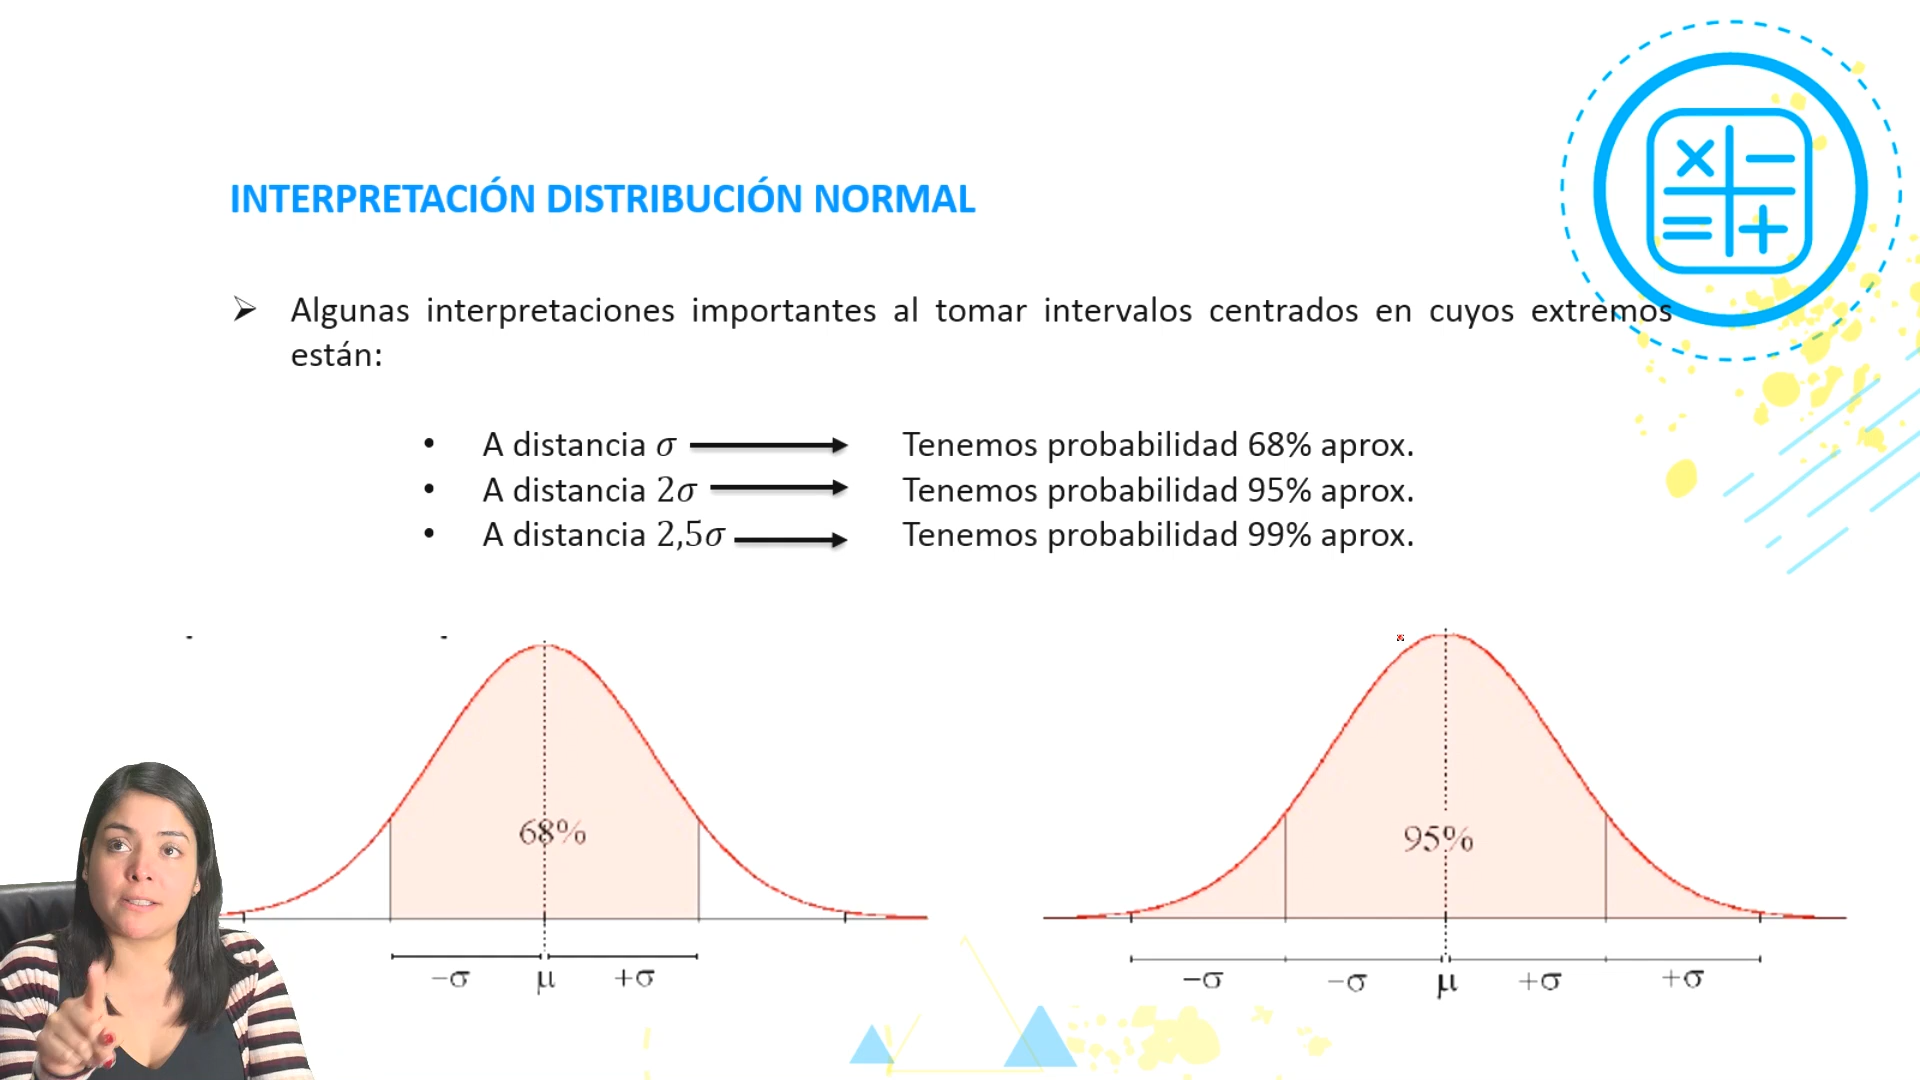 INTERPRETACIÓN DISTRIBUCIÓN NORMAL
➢ Algunas interpretaciones importantes al tomar intervalos centrados en cuyos extremos
están:
• A distancia σ Tenemos probabilidad 68% aprox.
• A distancia 2σ Tenemos probabilidad 95% aprox.
• A distancia 2,5σ Tenemos probabilidad 99% aprox.
68%
−σ μ +σ
95%
−σ −σ μ +σ +σ